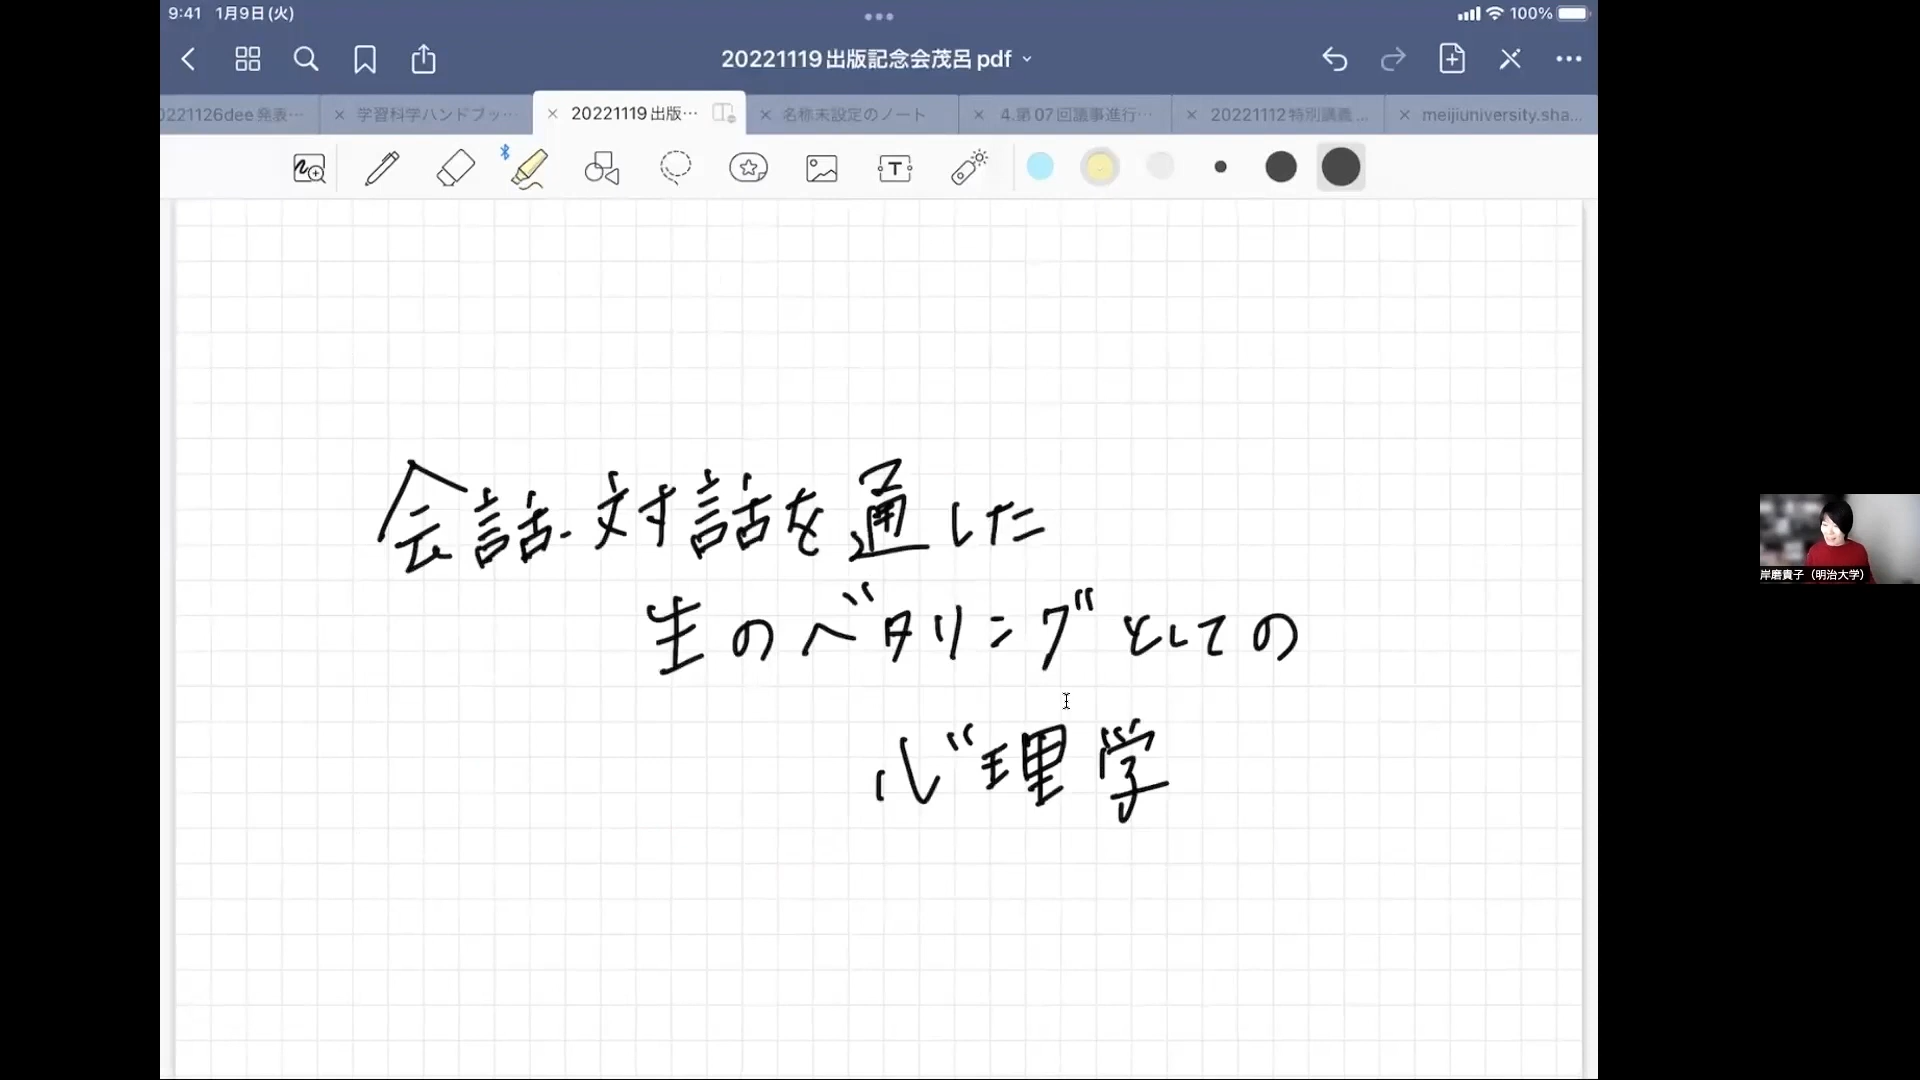 9:41 1月9日(火)
100%
20221119出版記念会茂呂pdf
0221126dee発表…
学習科学ハンドブッ…
20221119出版…
名称未設定のノート
4.第07回議事進行…
20221112特別講義...
meijiuniversity.sha...
T
会話・対話を通した
生のベタリングとしての
心理学
岸磨貴子（明治大学）